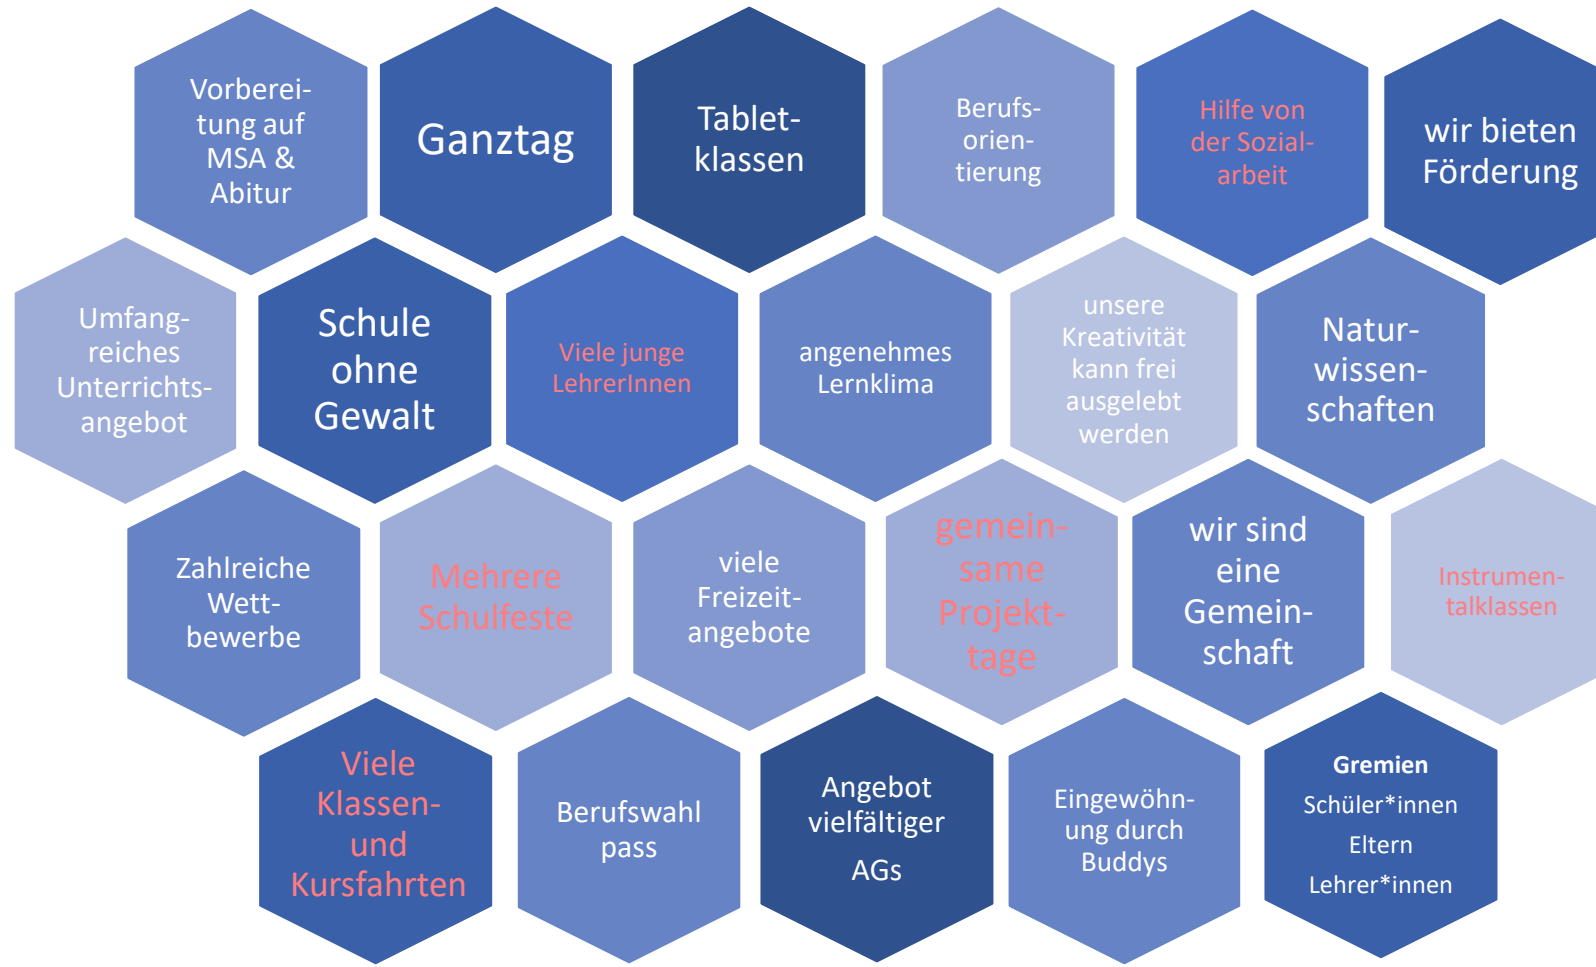 Vorberei-
tung auf
MSA &
Abitur
Ganztag
Tablet-
klassen
Berufs-
orien-
tierung
Hilfe von
der Sozial-
arbeit
wir bieten
Förderung
Umfang-
reiches
Unterrichts-
angebot
Schule
ohne
Gewalt
Viele junge
LehrerInnen
angenehmes
Lernklima
unsere
Kreativität
kann frei
ausgelebt
werden
Natur-
wissen-
schaften
Zahlreiche
Wett-
bewerbe
Mehrere
Schulfeste
viele
Freizeit-
angebote
gemein-
same
Projekt-
tage
wir sind
eine
Gemein-
schaft
Instrumen-
talklassen
Viele
Klassen-
und
Kursfahrten
Berufswahl
pass
Angebot
vielfältiger
AGs
Eingewöhn-
ung durch
Buddys
Gremien
Schüler*innen
Eltern
Lehrer*innen